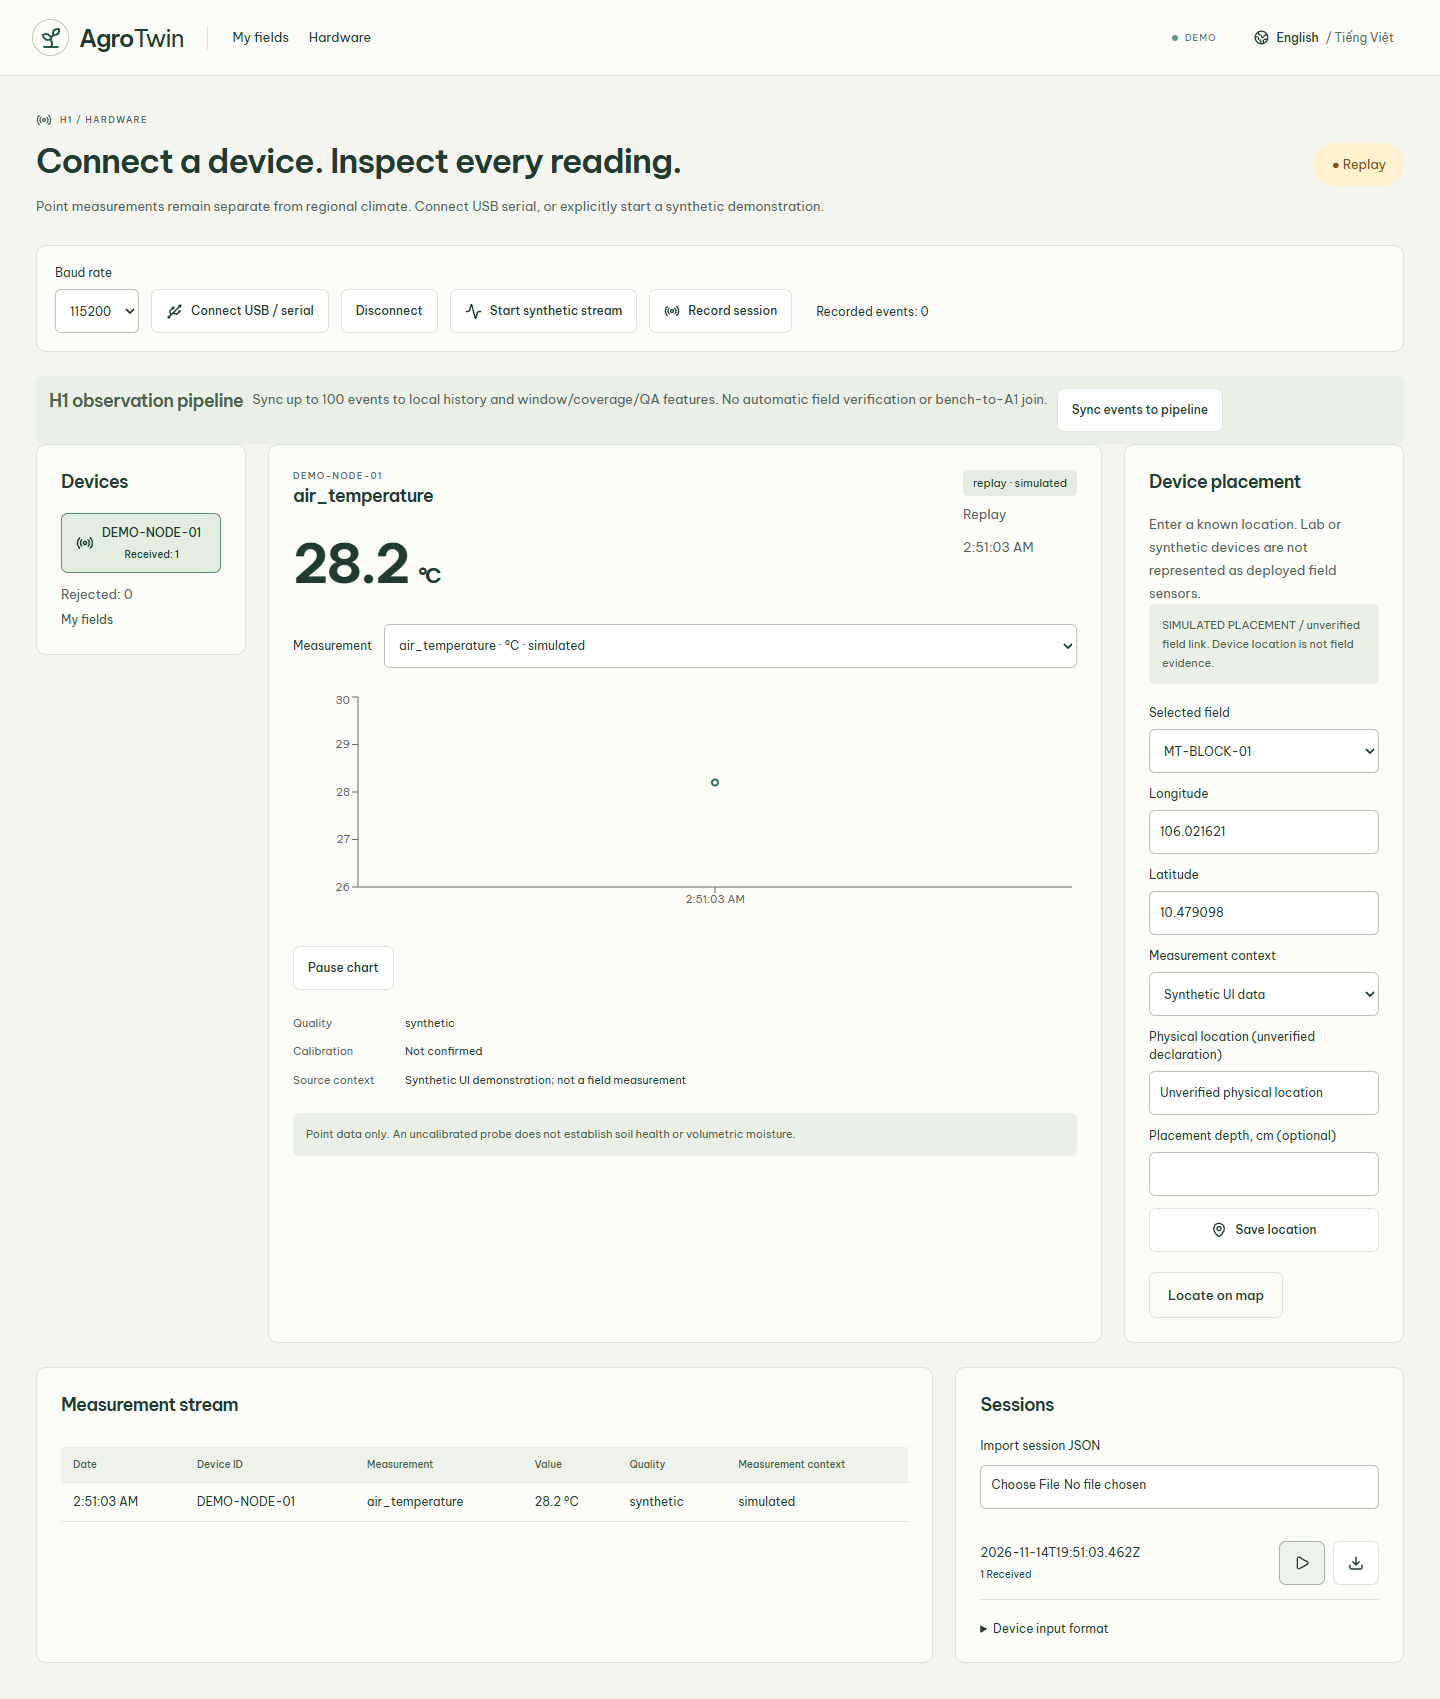 AgroTwin
My fields
Hardware
DEMO
English / Tiếng Việt
H1 / HARDWARE
Connect a device. Inspect every reading.
Replay
Point measurements remain separate from regional climate. Connect USB serial, or explicitly start a synthetic demonstration.
Baud rate
115200
Connect USB / serial
Disconnect
Start synthetic stream
Record session
Recorded events: 0
H1 observation pipeline
Sync up to 100 events to local history and window/coverage/QA features. No automatic field verification or bench-to-A1 join.
Sync events to pipeline
Devices
DEMO-NODE-01
Received: 1
Rejected: 0
My fields
DEMO-NODE-01
air_temperature
28.2 °C
replay · simulated
Replay
2:51:03 AM
Measurement
air_temperature · °C · simulated
30
29
28
27
26
2:51:03 AM
Pause chart
Quality synthetic
Calibration Not confirmed
Source context Synthetic UI demonstration; not a field measurement
Point data only. An uncalibrated probe does not establish soil health or volumetric moisture.
Device placement
Enter a known location. Lab or
synthetic devices are not
represented as deployed field
sensors.
SIMULATED PLACEMENT / unverified
field link. Device location is not field
evidence.
Selected field
MT-BLOCK-01
Longitude
106.021621
Latitude
10.479098
Measurement context
Synthetic UI data
Physical location (unverified
declaration)
Unverified physical location
Placement depth, cm (optional)
Save location
Locate on map
Measurement stream
Date Device ID Measurement Value Quality Measurement context
2:51:03 AM DEMO-NODE-01 air_temperature 28.2 °C synthetic simulated
Sessions
Import session JSON
Choose File No file chosen
2026-11-14T19:51:03.462Z
1 Received
Device input format